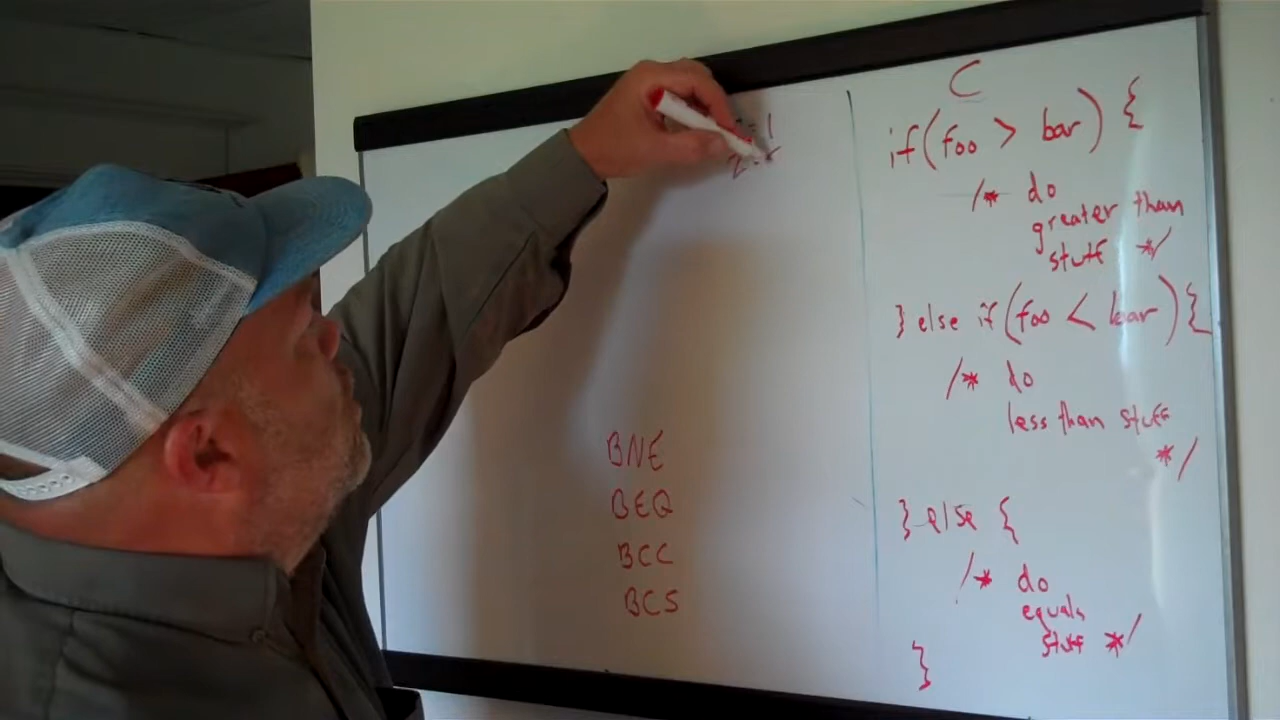 = 1
BNE
BEQ
BCC
BCS
C
if (foo > bar) {
/* do
greater than
stuff */
} else if (foo < bar) {
/* do
less than stuff
*/
} else {
/* do
equals
stuff */
}